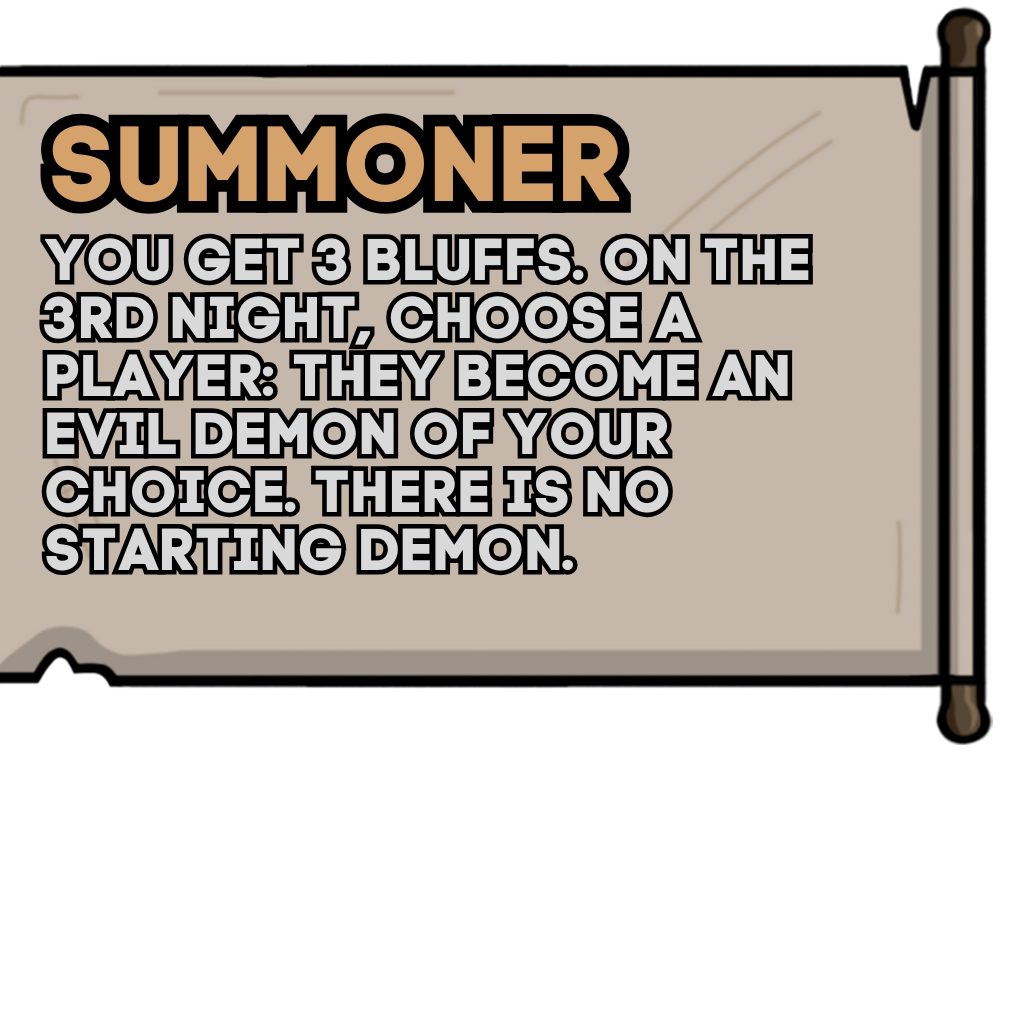 SUMMONER
YOU GET 3 BLUFFS. ON THE
3RD NIGHT, CHOOSE A
PLAYER: THEY BECOME AN
EVIL DEMON OF YOUR
CHOICE. THERE IS NO
STARTING DEMON.